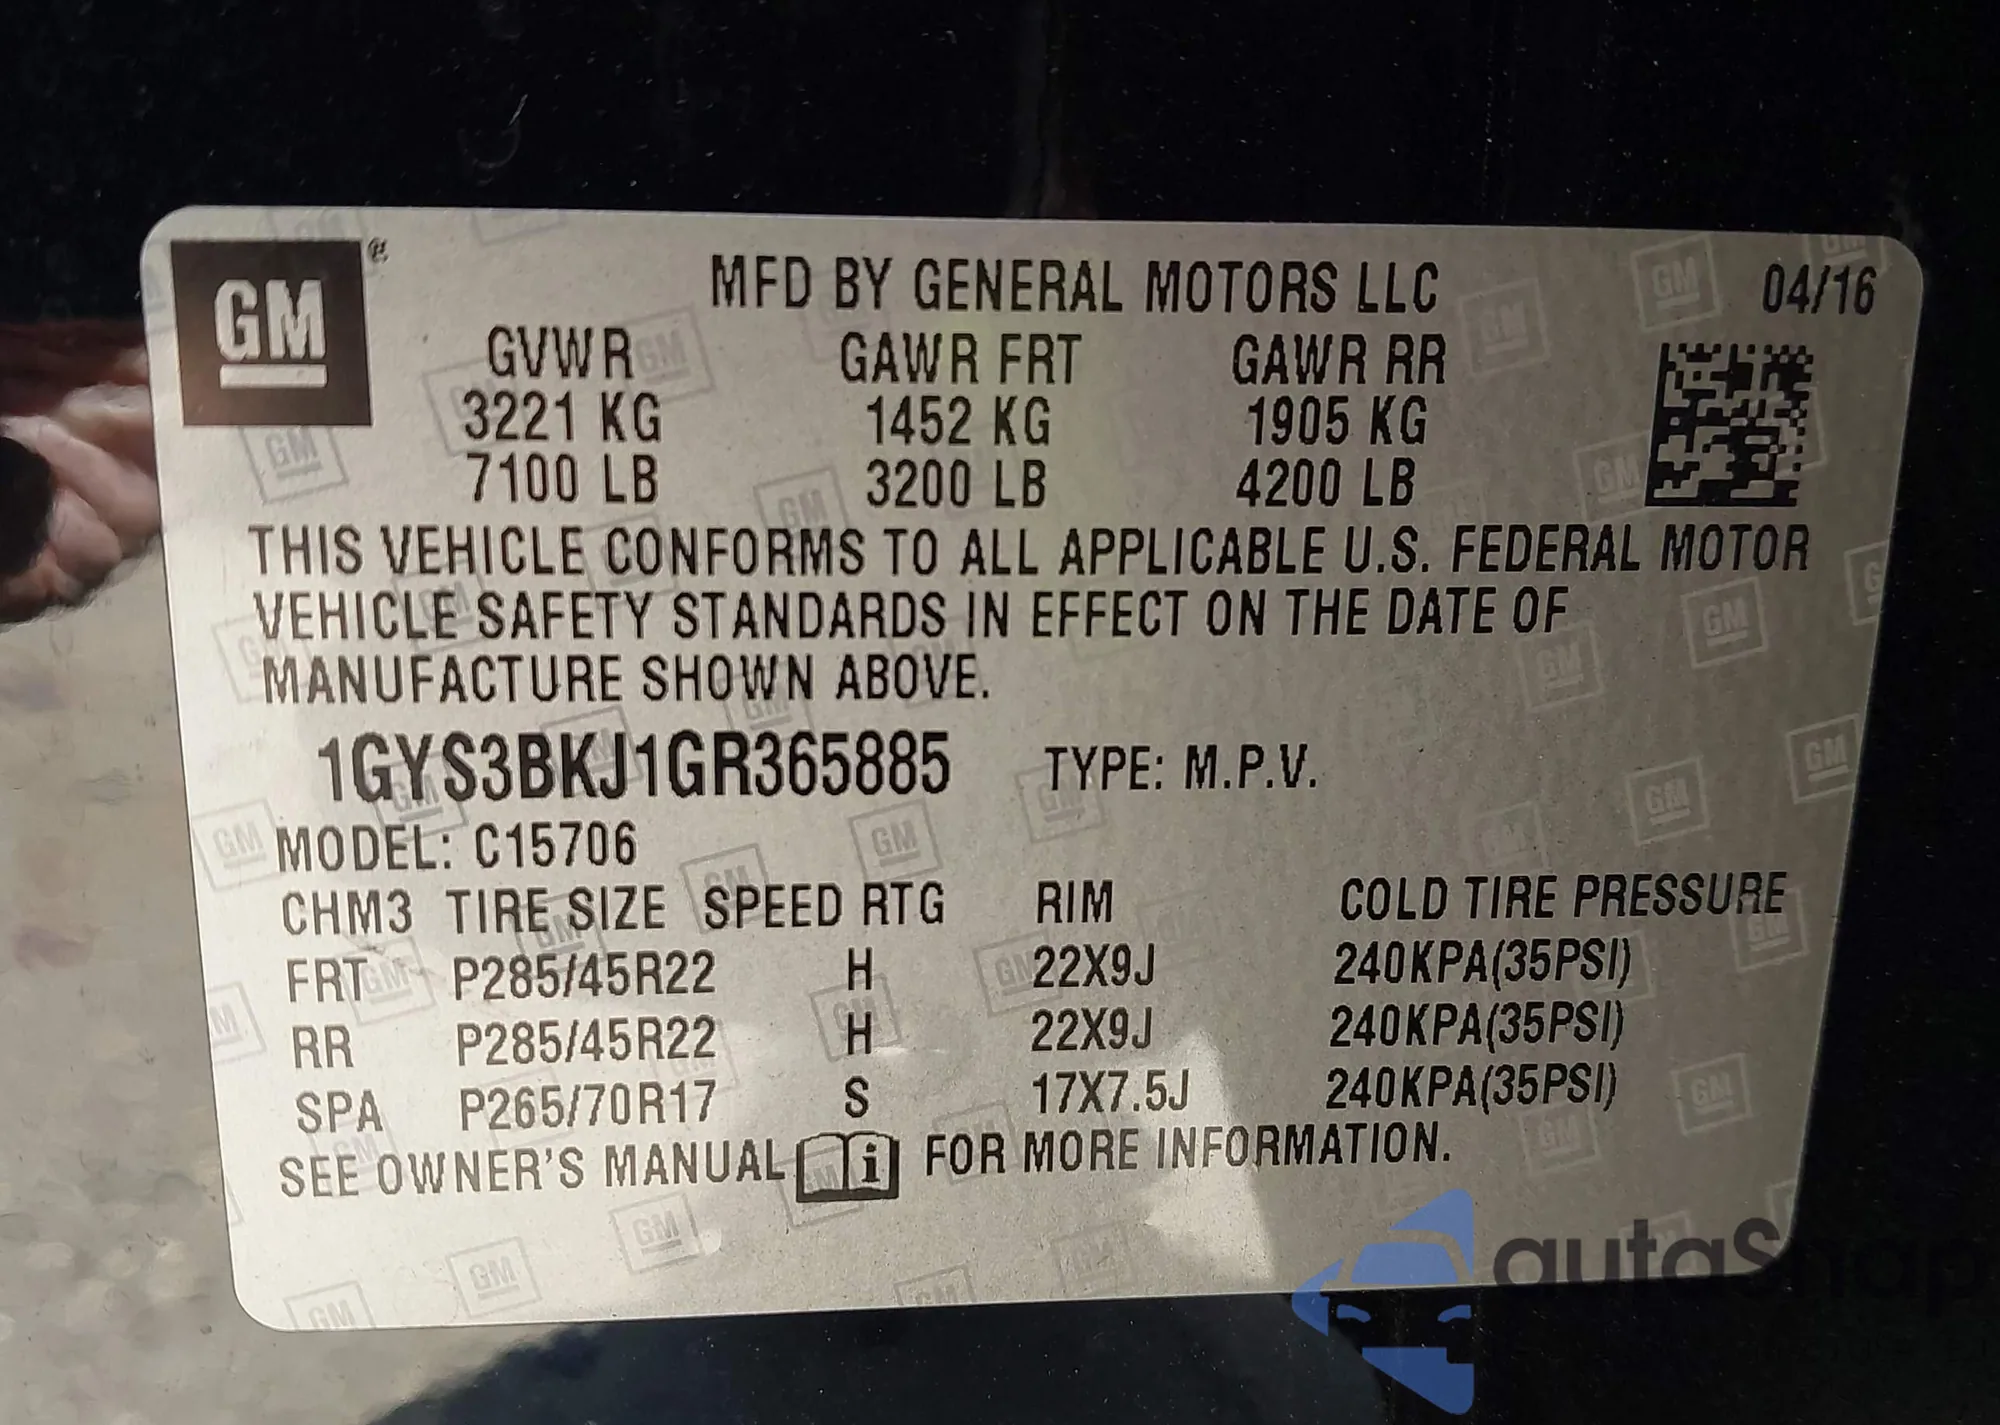 GM®
MFD BY GENERAL MOTORS LLC 04/16
GVWR GAWR FRT GAWR RR
3221 KG 1452 KG 1905 KG
7100 LB 3200 LB 4200 LB
THIS VEHICLE CONFORMS TO ALL APPLICABLE U.S. FEDERAL MOTOR
VEHICLE SAFETY STANDARDS IN EFFECT ON THE DATE OF
MANUFACTURE SHOWN ABOVE.
1GYS3BKJ1GR365885 TYPE: M.P.V.
MODEL: C15706
CHM3 TIRE SIZE SPEED RTG RIM COLD TIRE PRESSURE
FRT P285/45R22 H 22X9J 240KPA(35PSI)
RR P285/45R22 H 22X9J 240KPA(35PSI)
SPA P265/70R17 S 17X7.5J 240KPA(35PSI)
SEE OWNER'S MANUAL i FOR MORE INFORMATION.